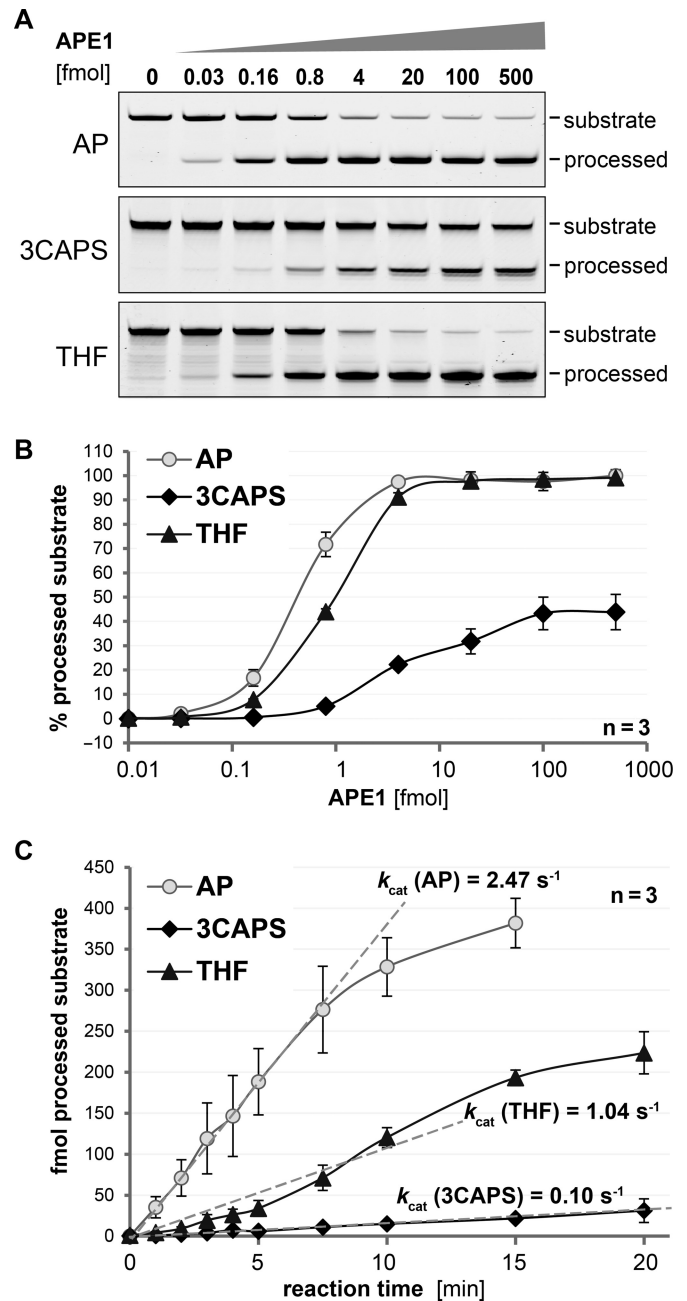 A
APE1
[fmol] 0 0.03 0.16 0.8 4 20 100 500
AP
substrate
processed
3CAPS
substrate
processed
THF
substrate
processed
B
110
100
90
80
70
60
50
40
30
20
10
0
−10
% processed substrate
AP
3CAPS
THF
n = 3
0.01 0.1 1 10 100 1000
APE1 [fmol]
C
450
400
350
300
250
200
150
100
50
0
fmol processed substrate
AP
3CAPS
THF
kcat (AP) = 2.47 s-1
n = 3
kcat (THF) = 1.04 s-1
kcat (3CAPS) = 0.10 s-1
0 5 10 15 20
reaction time [min]